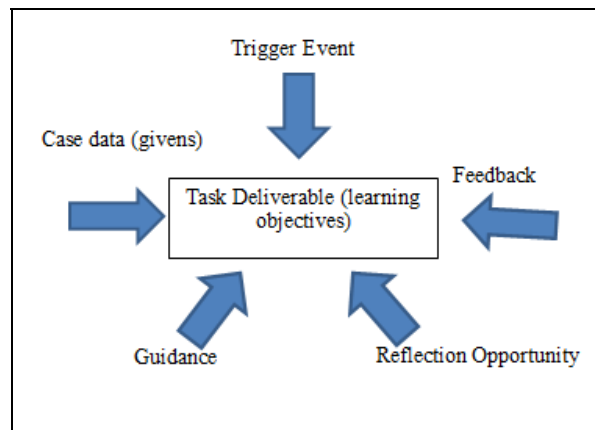 Trigger Event
Case data (givens)
Feedback
Task Deliverable (learning
objectives)
Guidance
Reflection Opportunity